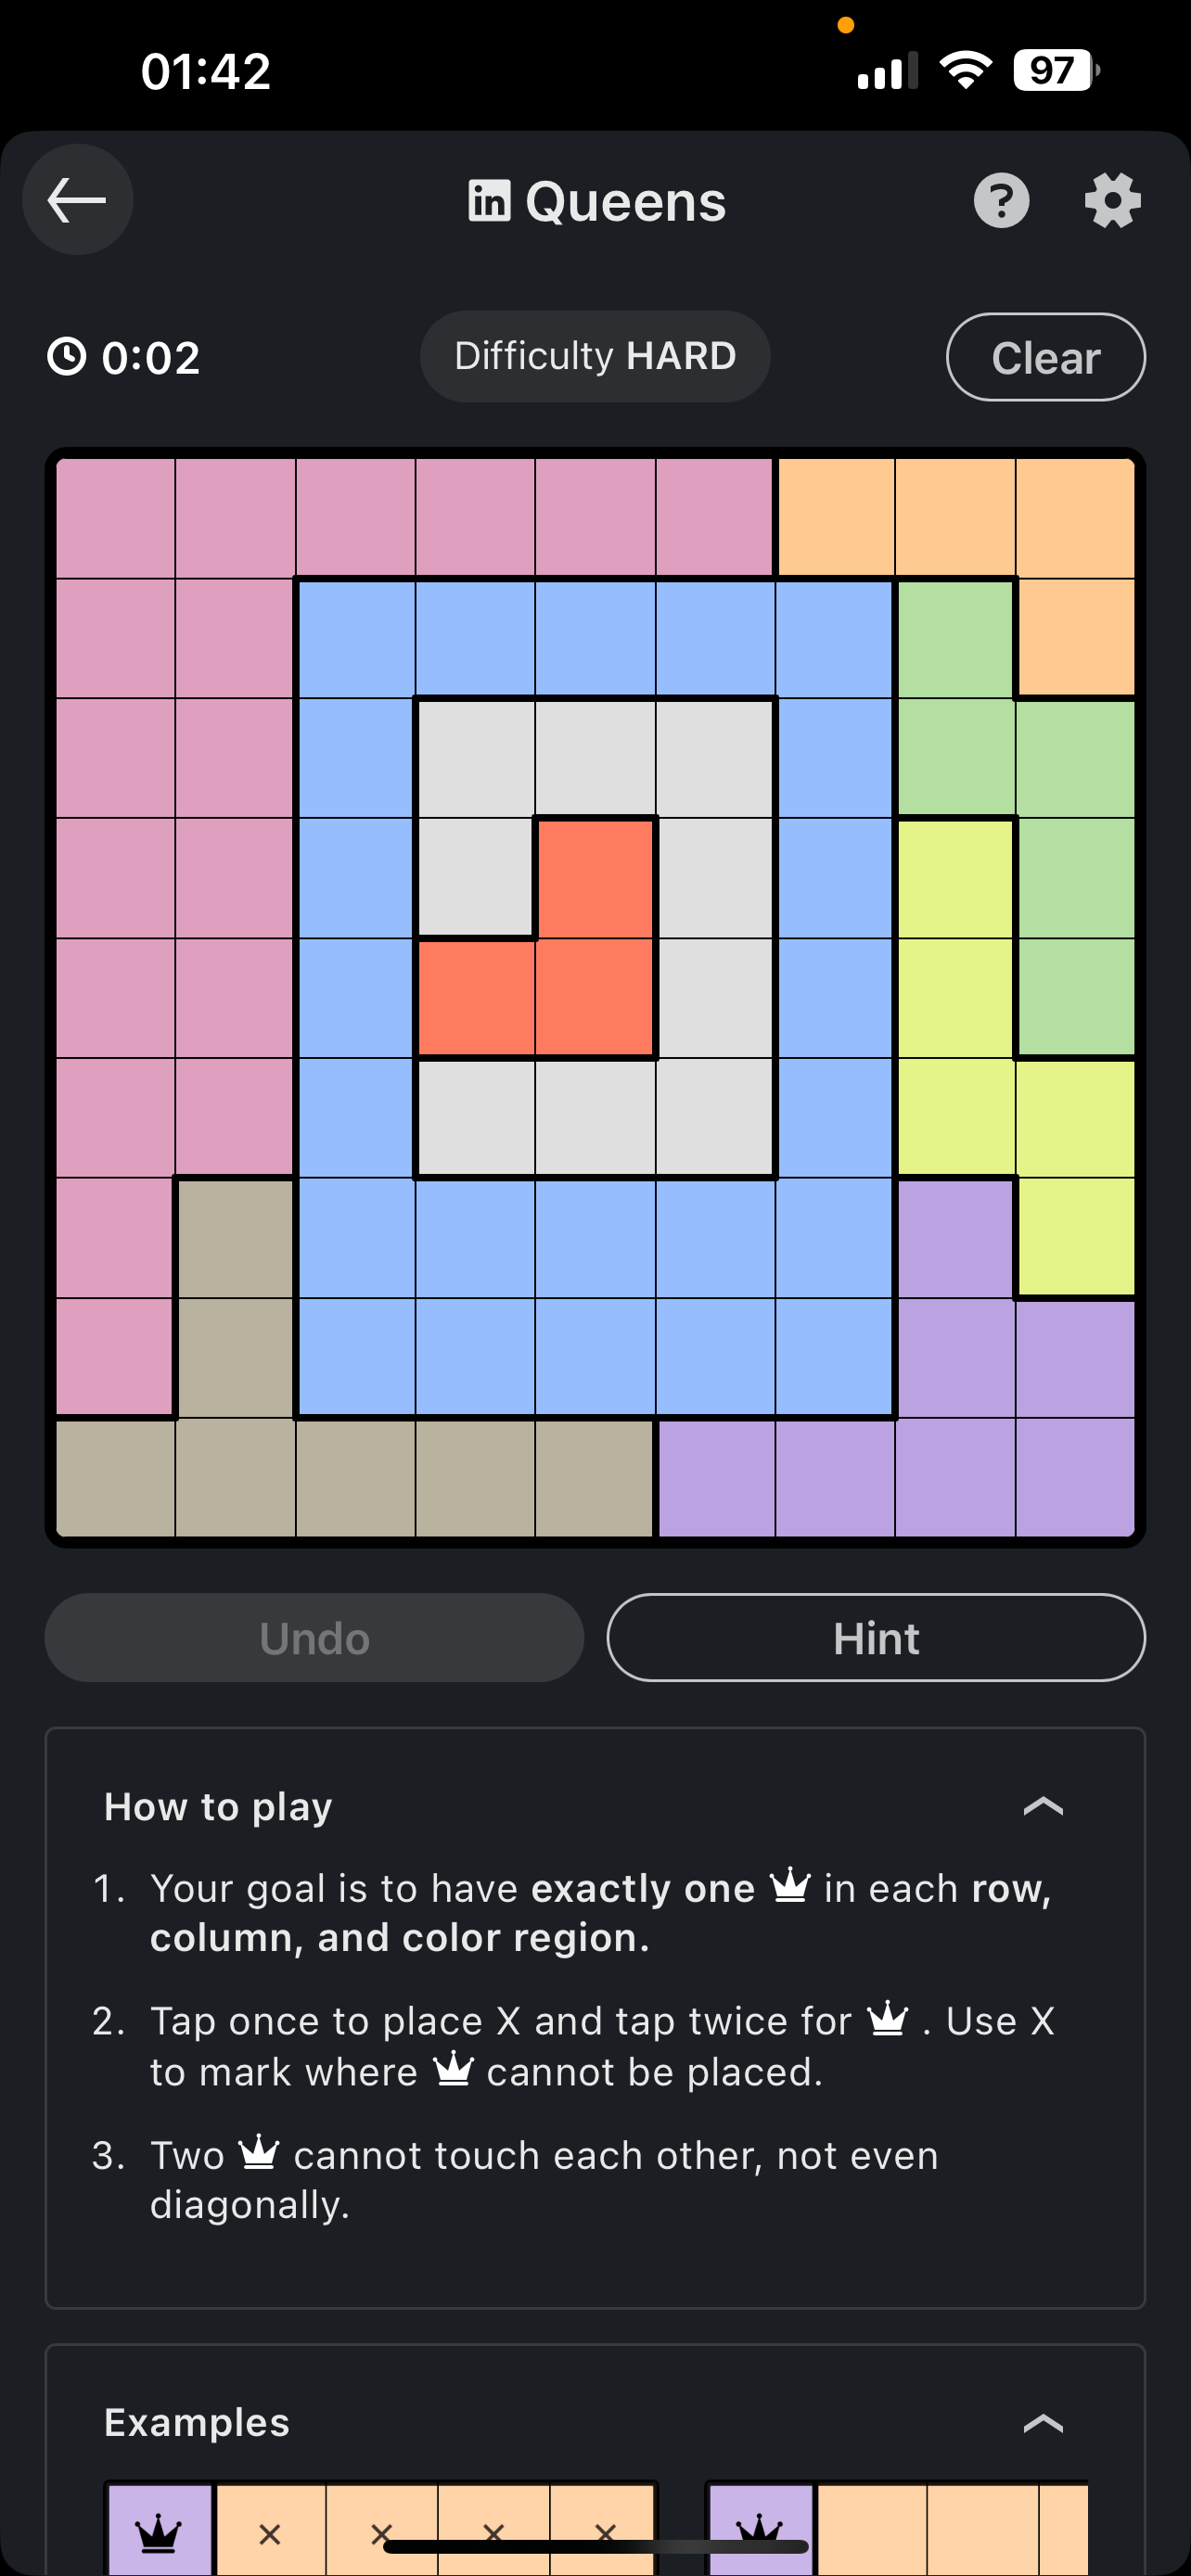 01:42
97
in Queens
?
0:02
Difficulty HARD
Clear
Undo
Hint
How to play
1. Your goal is to have exactly one in each row,
column, and color region.
2. Tap once to place X and tap twice for . Use X
to mark where cannot be placed.
3. Two cannot touch each other, not even
diagonally.
Examples